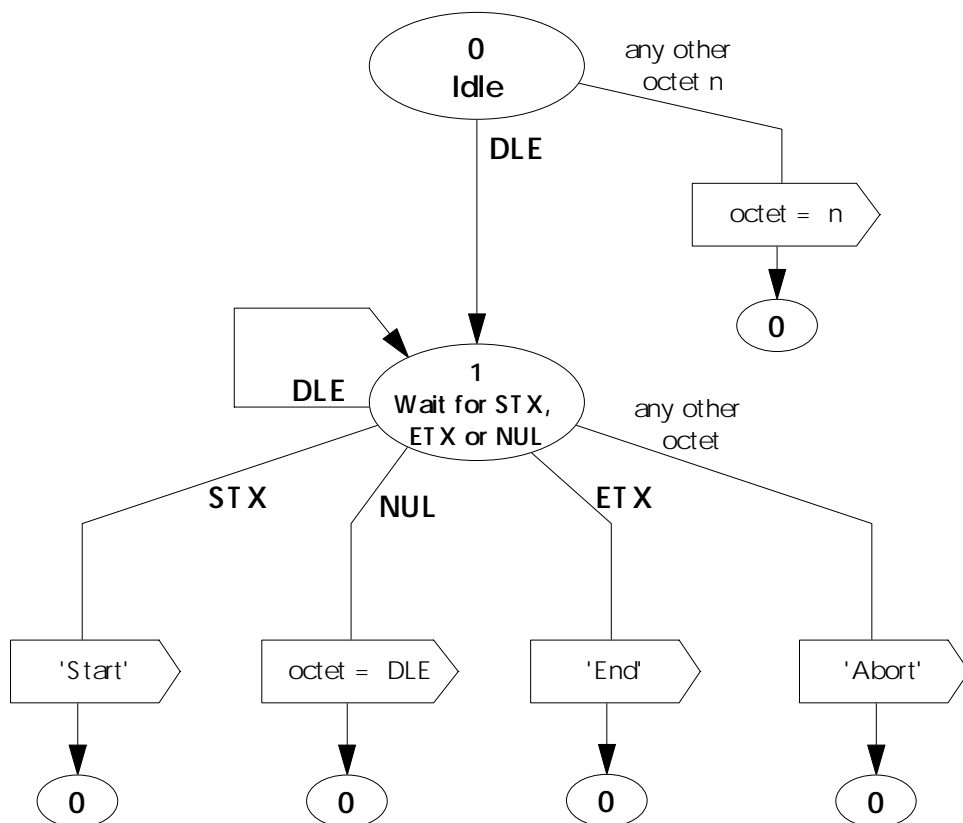 0
Idle
any other
octet n
DLE
octet = n
0
DLE
1
Wait for STX,
ETX or NUL
any other
octet
STX
NUL
ETX
'Start'
octet = DLE
'End'
'Abort'
0
0
0
0